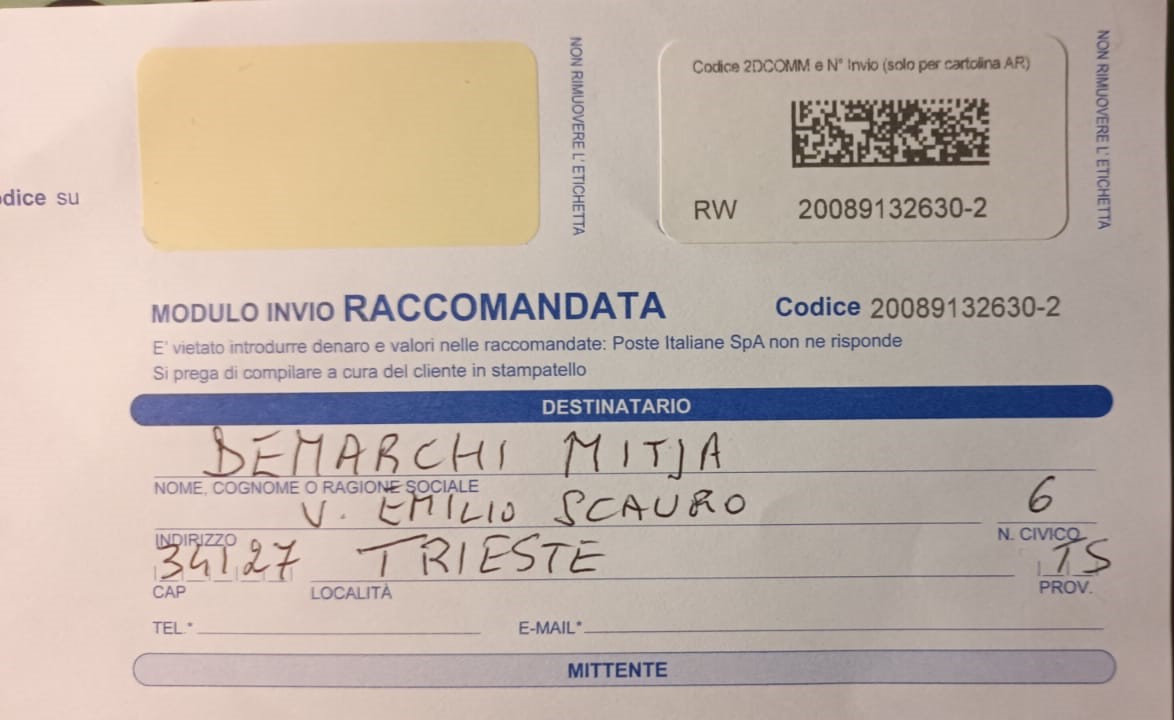 NON RIMUOVERE L'ETICHETTA
Codice 2DCOMM e N° Invio (solo per cartolina AR)
NON RIMUOVERE L'ETICHETTA
dice su
RW 20089132630-2
MODULO INVIO RACCOMANDATA Codice 20089132630-2
E' vietato introdurre denaro e valori nelle raccomandate: Poste Italiane SpA non ne risponde
Si prega di compilare a cura del cliente in stampatello
DESTINATARIO
DEMARCHI MITJA
NOME, COGNOME O RAGIONE SOCIALE
V. EMILIO SCAURO 6
INDIRIZZO N. CIVICO
34127 TRIESTE TS
CAP LOCALITÀ PROV.
TEL.* E-MAIL*
MITTENTE